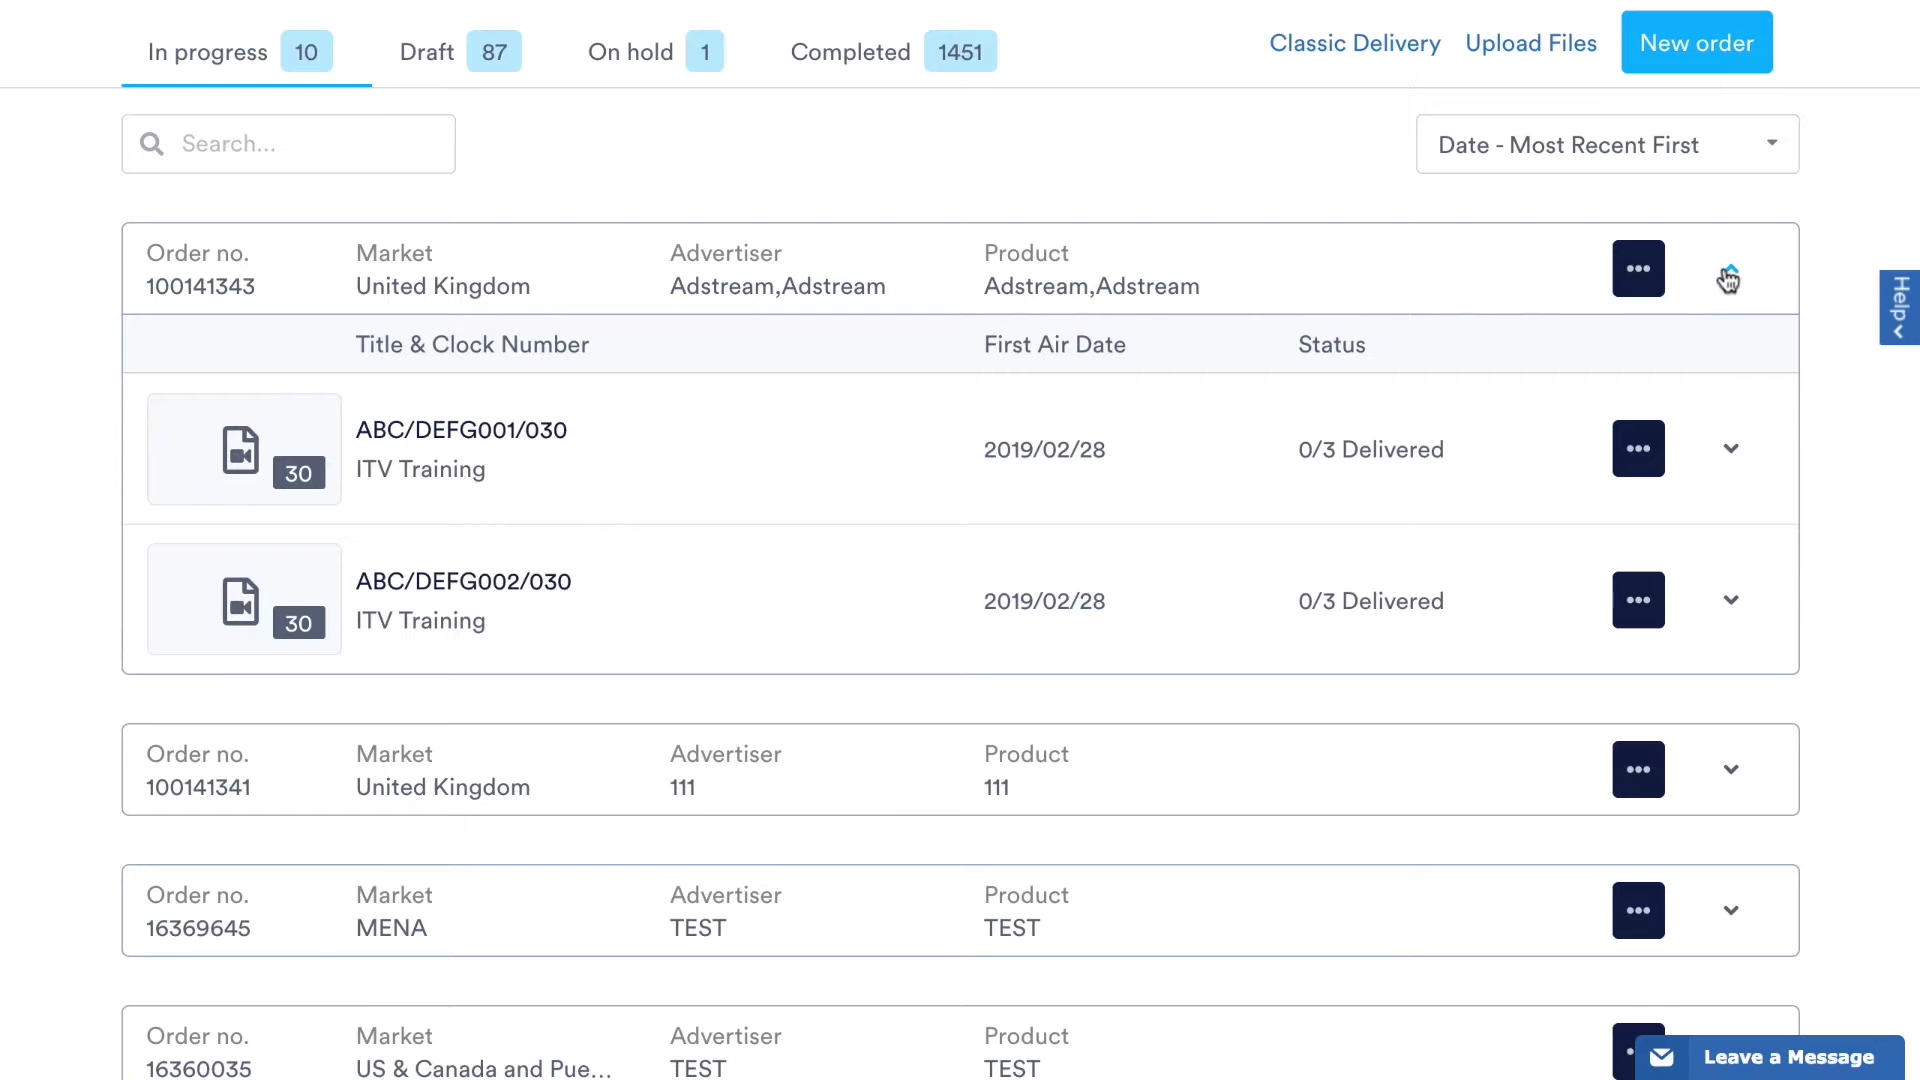 In progress 10 Draft 87 On hold 1 Completed 1451 Classic Delivery Upload Files New order
Search... Date - Most Recent First
Help
Order no. Market Advertiser Product
100141343 United Kingdom Adstream,Adstream Adstream,Adstream
Title & Clock Number First Air Date Status
ABC/DEFG001/030
30 ITV Training 2019/02/28 0/3 Delivered
ABC/DEFG002/030
30 ITV Training 2019/02/28 0/3 Delivered
Order no. Market Advertiser Product
100141341 United Kingdom 111 111
Order no. Market Advertiser Product
16369645 MENA TEST TEST
Order no. Market Advertiser Product
16360035 US & Canada and Pue... TEST TEST
Leave a Message